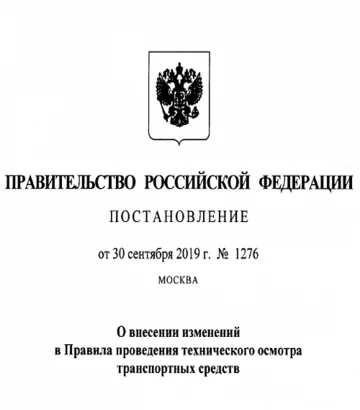 ПРАВИТЕЛЬСТВО РОССИЙСКОЙ ФЕДЕРАЦИИ
ПОСТАНОВЛЕНИЕ
от 30 сентября 2019 г. № 1276
МОСКВА
О внесении изменений
в Правила проведения технического осмотра
транспортных средств